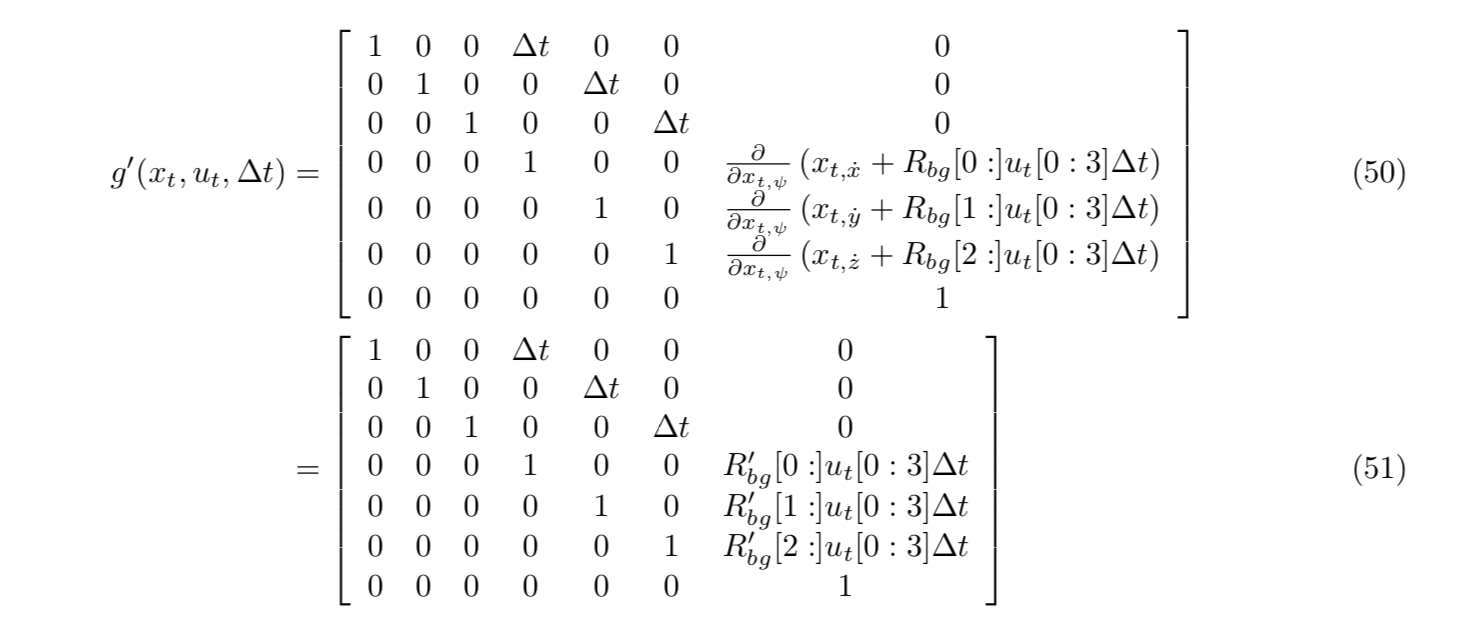 1 0 0 Δt 0 0 0
0 1 0 0 Δt 0 0
0 0 1 0 0 Δt 0
g′(x_t, u_t, Δt) = 0 0 0 1 0 0 ∂/∂x_{t,ψ} (x_{t,ẋ} + R_{bg}[0 :]u_t[0 : 3]Δt) (50)
0 0 0 0 1 0 ∂/∂x_{t,ψ} (x_{t,ẏ} + R_{bg}[1 :]u_t[0 : 3]Δt)
0 0 0 0 0 1 ∂/∂x_{t,ψ} (x_{t,ż} + R_{bg}[2 :]u_t[0 : 3]Δt)
0 0 0 0 0 0 1
1 0 0 Δt 0 0 0
0 1 0 0 Δt 0 0
0 0 1 0 0 Δt 0
= 0 0 0 1 0 0 R′_{bg}[0 :]u_t[0 : 3]Δt (51)
0 0 0 0 1 0 R′_{bg}[1 :]u_t[0 : 3]Δt
0 0 0 0 0 1 R′_{bg}[2 :]u_t[0 : 3]Δt
0 0 0 0 0 0 1